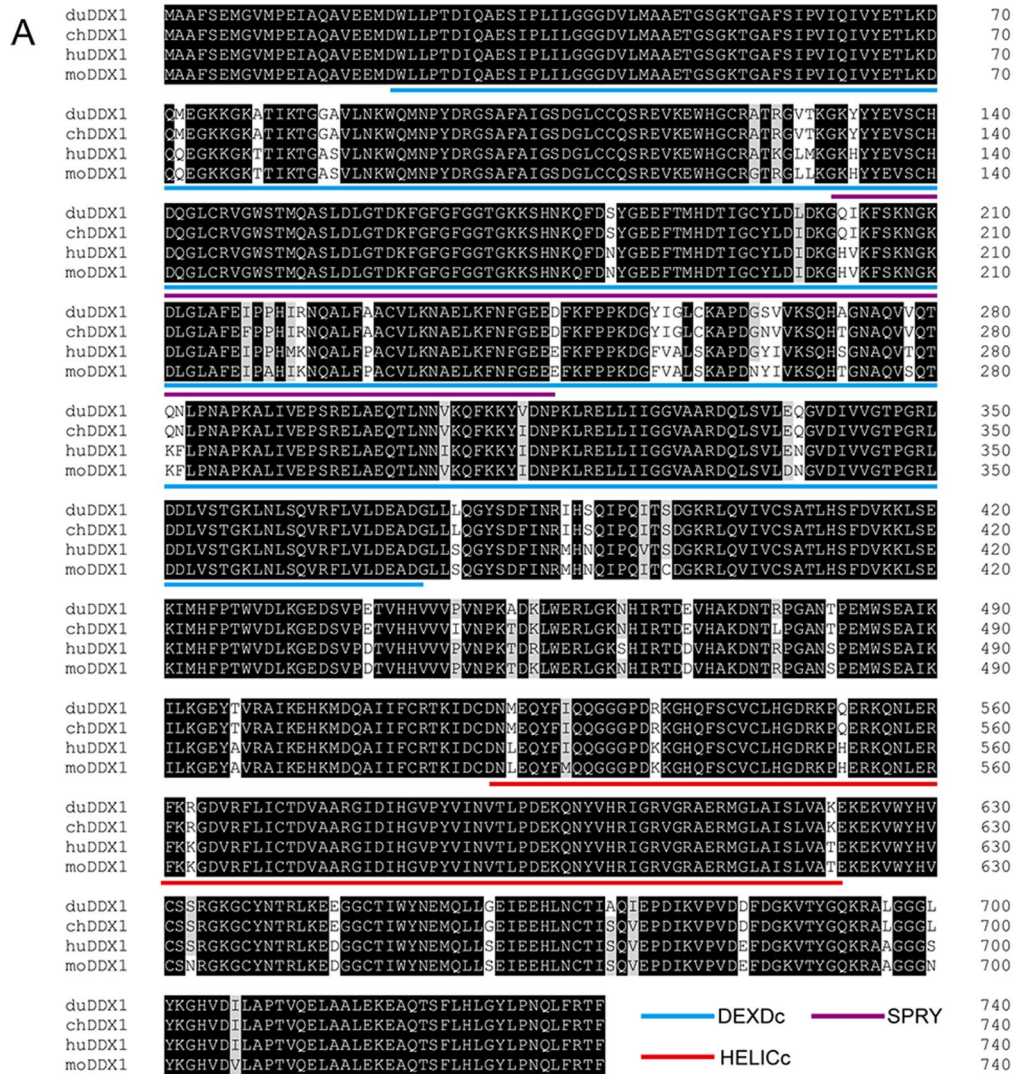 A
duDDX1 MAAFSEMGVMPEIAQAVEEMDWLLPTDIQAESIPLILGGGDVLMAAETGSGKTGAFSIPVIQIVYETLKD 70
chDDX1 MAAFSEMGVMPEIAQAVEEMDWLLPTDIQAESIPLILGGGDVLMAAETGSGKTGAFSIPVIQIVYETLKD 70
huDDX1 MAAFSEMGVMPEIAQAVEEMDWLLPTDIQAESIPLILGGGDVLMAAETGSGKTGAFSIPVIQIVYETLKD 70
moDDX1 MAAFSEMGVMPEIAQAVEEMDWLLPTDIQAESIPLILGGGDVLMAAETGSGKTGAFSIPVIQIVYETLKD 70
duDDX1 QMEGKKGKATIKTGGAVLNKWQMNPYDRGSAFAIGSDGLCCQSREVKEWHGCRATRGVTKGKYYYEVSCH 140
chDDX1 QMEGKKGKATIKTGGAVLNKWQMNPYDRGSAFAIGSDGLCCQSREVKEWHGCRATRGVTKGKYYYEVSCH 140
huDDX1 QQEGKKGKTTIKTGASVLNKWQMNPYDRGSAFAIGSDGLCCQSREVKEWHGCRATKGLMKGKHYYEVSCH 140
moDDX1 QQEGKKGKTTIKTGASVLNKWQMNPYDRGSAFAIGSDGLCCQSREVKEWHGCRGTRGLLKGKHYYEVSCH 140
duDDX1 DQGLCRVGWSTMQASLDLGTDKFGFGFGGTGKKSHNKQFDSYGEEFTMHDTIGCYLDLDKGQIKFSKNGK 210
chDDX1 DQGLCRVGWSTMQASLDLGTDKFGFGFGGTGKKSHNKQFDSYGEEFTMHDTIGCYLDIDKGQIKFSKNGK 210
huDDX1 DQGLCRVGWSTMQASLDLGTDKFGFGFGGTGKKSHNKQFDNYGEEFTMHDTIGCYLDIDKGHVKFSKNGK 210
moDDX1 DQGLCRVGWSTMQASLDLGTDKFGFGFGGTGKKSHNKQFDNYGEEFTMHDTIGCYLDIDKGHVKFSKNGK 210
duDDX1 DLGLAFEIPPHIRNQALFAACVLKNAELKFNFGEEDFKFPPKDGYIGLCKAPDGSVVKSQHAGNAQVVQT 280
chDDX1 DLGLAFEFPPHIRNQALFAACVLKNAELKFNFGEEDFKFPPKDGYIGLCKAPDGNVVKSQHTGNAQVVQT 280
huDDX1 DLGLAFEIPPHMKNQALFPACVLKNAELKFNFGEEEFKFPPKDGFVALSKAPDGYIVKSQHSGNAQVTQT 280
moDDX1 DLGLAFEIPAHIKNQALFPACVLKNAELKFNFGEEEFKFPPKDGFVALSKAPDNYIVKSQHTGNAQVSQT 280
duDDX1 QNLPNAPKALIVEPSRELAEQTLNNVKQFKKYVDNPKLRELLIIGGVAARDQLSVLEQGVDIVVGTPGRL 350
chDDX1 QNLPNAPKALIVEPSRELAEQTLNNVKQFKKYIDNPKLRELLIIGGVAARDQLSVLEQGVDIVVGTPGRL 350
huDDX1 KFLPNAPKALIVEPSRELAEQTLNNIKQFKKYIDNPKLRELLIIGGVAARDQLSVLENGVDIVVGTPGRL 350
moDDX1 KFLPNAPKALIVEPSRELAEQTLNNVKQFKKYIDNPKLRELLIIGGVAARDQLSVLDNGVDIVVGTPGRL 350
duDDX1 DDLVSTGKLNLSQVRFLVLDEADGLLLQGYSDFINRIHSQIPQITSDGKRLQVIVCSATLHSFDVKKLSE 420
chDDX1 DDLVSTGKLNLSQVRFLVLDEADGLLLQGYSDFINRIHSQIPQITSDGKRLQVIVCSATLHSFDVKKLSE 420
huDDX1 DDLVSTGKLNLSQVRFLVLDEADGLLSQGYSDFINRMHNQIPQVTSDGKRLQVIVCSATLHSFDVKKLSE 420
moDDX1 DDLVSTGKLNLSQVRFLVLDEADGLLSQGYSDFINRMHNQIPQITCDGKRLQVIVCSATLHSFDVKKLSE 420
duDDX1 KIMHFPTWVDLKGEDSVPETVHHVVVPVNPKADKLWERLGKNHIRTDEVHAKDNTRPGANTPEMWSEAIK 490
chDDX1 KIMHFPTWVDLKGEDSVPETVHHVVVIVNPKTDKLWERLGKNHIRTDEVHAKDNTLPGANTPEMWSEAIK 490
huDDX1 KIMHFPTWVDLKGEDSVPDTVHHVVVPVNPKTDRLWERLGKSHIRTDDVHAKDNTRPGANSPEMWSEAIK 490
moDDX1 KIMHFPTWVDLKGEDSVPDTVHHVVVPVNPKTDRLWERLGKNHIRTDDVHAKDNTRPGANSPEMWSEAIK 490
duDDX1 ILKGEYTVRAIKEHKMDQAIIFCRTKIDCDNMEQYFIQQGGGPDRKGHQFSCVCLHGDRKPQERKQNLER 560
chDDX1 ILKGEYTVRAIKEHKMDQAIIFCRTKIDCDNMEQYFIQQGGGPDRKGHQFSCVCLHGDRKPQERKQNLER 560
huDDX1 ILKGEYAVRAIKEHKMDQAIIFCRTKIDCDNLEQYFIQQGGGPDKKGHQFSCVCLHGDRKPHERKQNLER 560
moDDX1 ILKGEYAVRAIKEHKMDQAIIFCRTKIDCDNLEQYFMQQGGGPDKKGHQFSCVCLHGDRKPHERKQNLER 560
duDDX1 FKRGDVRFLICTDVAARGIDIHGVPYVINVTLPDEKQNYVHRIGRVGRAERMGLAISLVAKEKEKVWYHV 630
chDDX1 FKRGDVRFLICTDVAARGIDIHGVPYVINVTLPDEKQNYVHRIGRVGRAERMGLAISLVAKEKEKVWYHV 630
huDDX1 FKKGDVRFLICTDVAARGIDIHGVPYVINVTLPDEKQNYVHRIGRVGRAERMGLAISLVATEKEKVWYHV 630
moDDX1 FKKGDVRFLICTDVAARGIDIHGVPYVINVTLPDEKQNYVHRIGRVGRAERMGLAISLVATEKEKVWYHV 630
duDDX1 CSSRGKGCYNTRLKEEGGCTIWYNEMQLLGEIEEHLNCTIAQIEPDIKVPVDDFDGKVTYGQKRALGGGL 700
chDDX1 CSSRGKGCYNTRLKEEGGCTIWYNEMQLLGEIEEHLNCTISQVEPDIKVPVDDFDGKVTYGQKRALGGGL 700
huDDX1 CSSRGKGCYNTRLKEDGGCTIWYNEMQLLSEIEEHLNCTISQVEPDIKVPVDEFDGKVTYGQKRAAGGGS 700
moDDX1 CSNRGKGCYNTRLKEDGGCTIWYNEMQLLSEIEEHLNCTISQVEPDIKVPVDEFDGKVTYGQKRAAGGGN 700
duDDX1 YKGHVDILAPTVQELAALEKEAQTSFLHLGYLPNQLFRTF 740
chDDX1 YKGHVDILAPTVQELAALEKEAQTSFLHLGYLPNQLFRTF 740
huDDX1 YKGHVDILAPTVQELAALEKEAQTSFLHLGYLPNQLFRTF 740
moDDX1 YKGHVDVLAPTVQELAALEKEAQTSFLHLGYLPNQLFRTF 740
DEXDc SPRY
HELICc